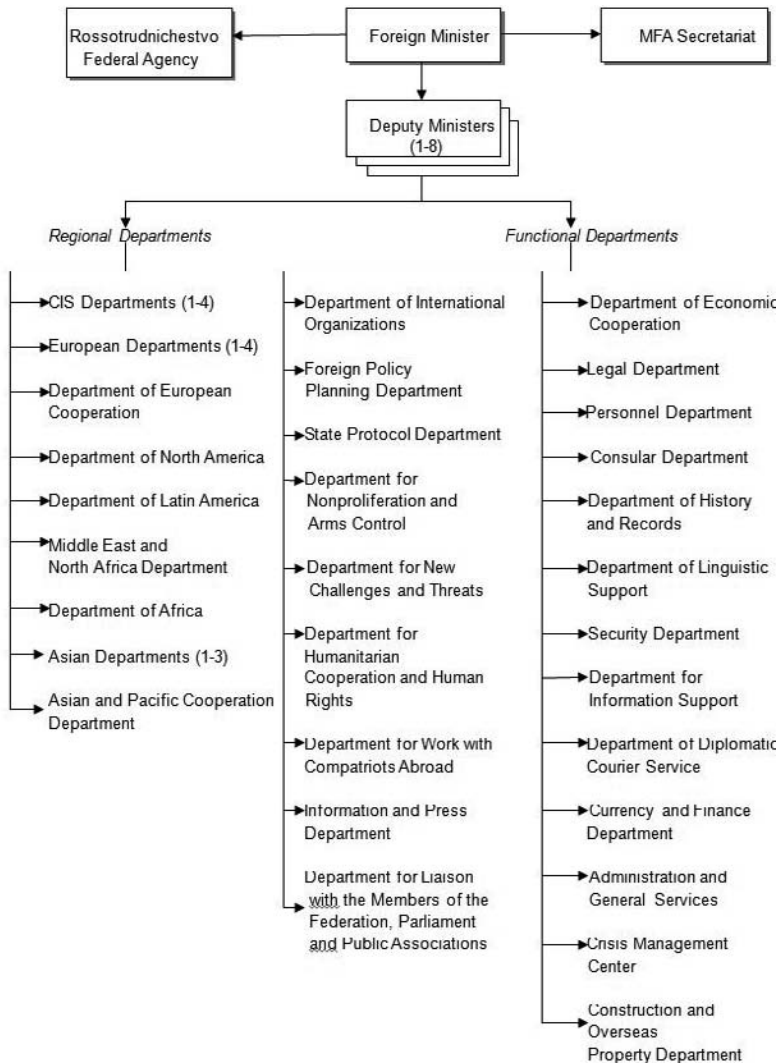 Rossotrudnichestvo
Federal Agency
Foreign Minister
MFA Secretariat
Deputy Ministers
(1-8)
Regional Departments
Functional Departments
CIS Departments (1-4)
European Departments (1-4)
Department of European
Cooperation
Department of North America
Department of Latin America
Middle East and
North Africa Department
Department of Africa
Asian Departments (1-3)
Asian and Pacific Cooperation
Department
Department of International
Organizations
Foreign Policy
Planning Department
State Protocol Department
Department for
Nonproliferation and
Arms Control
Department for New
Challenges and Threats
Department for
Humanitarian
Cooperation and Human
Rights
Department for Work with
Compatriots Abroad
Information and Press
Department
Department for Liaison
with the Members of the
Federation, Parliament
and Public Associations
Department of Economic
Cooperation
Legal Department
Personnel Department
Consular Department
Department of History
and Records
Department of Linguistic
Support
Security Department
Department for
Information Support
Department of Diplomatic
Courier Service
Currency and Finance
Department
Administration and
General Services
Crisis Management
Center
Construction and
Overseas
Property Department